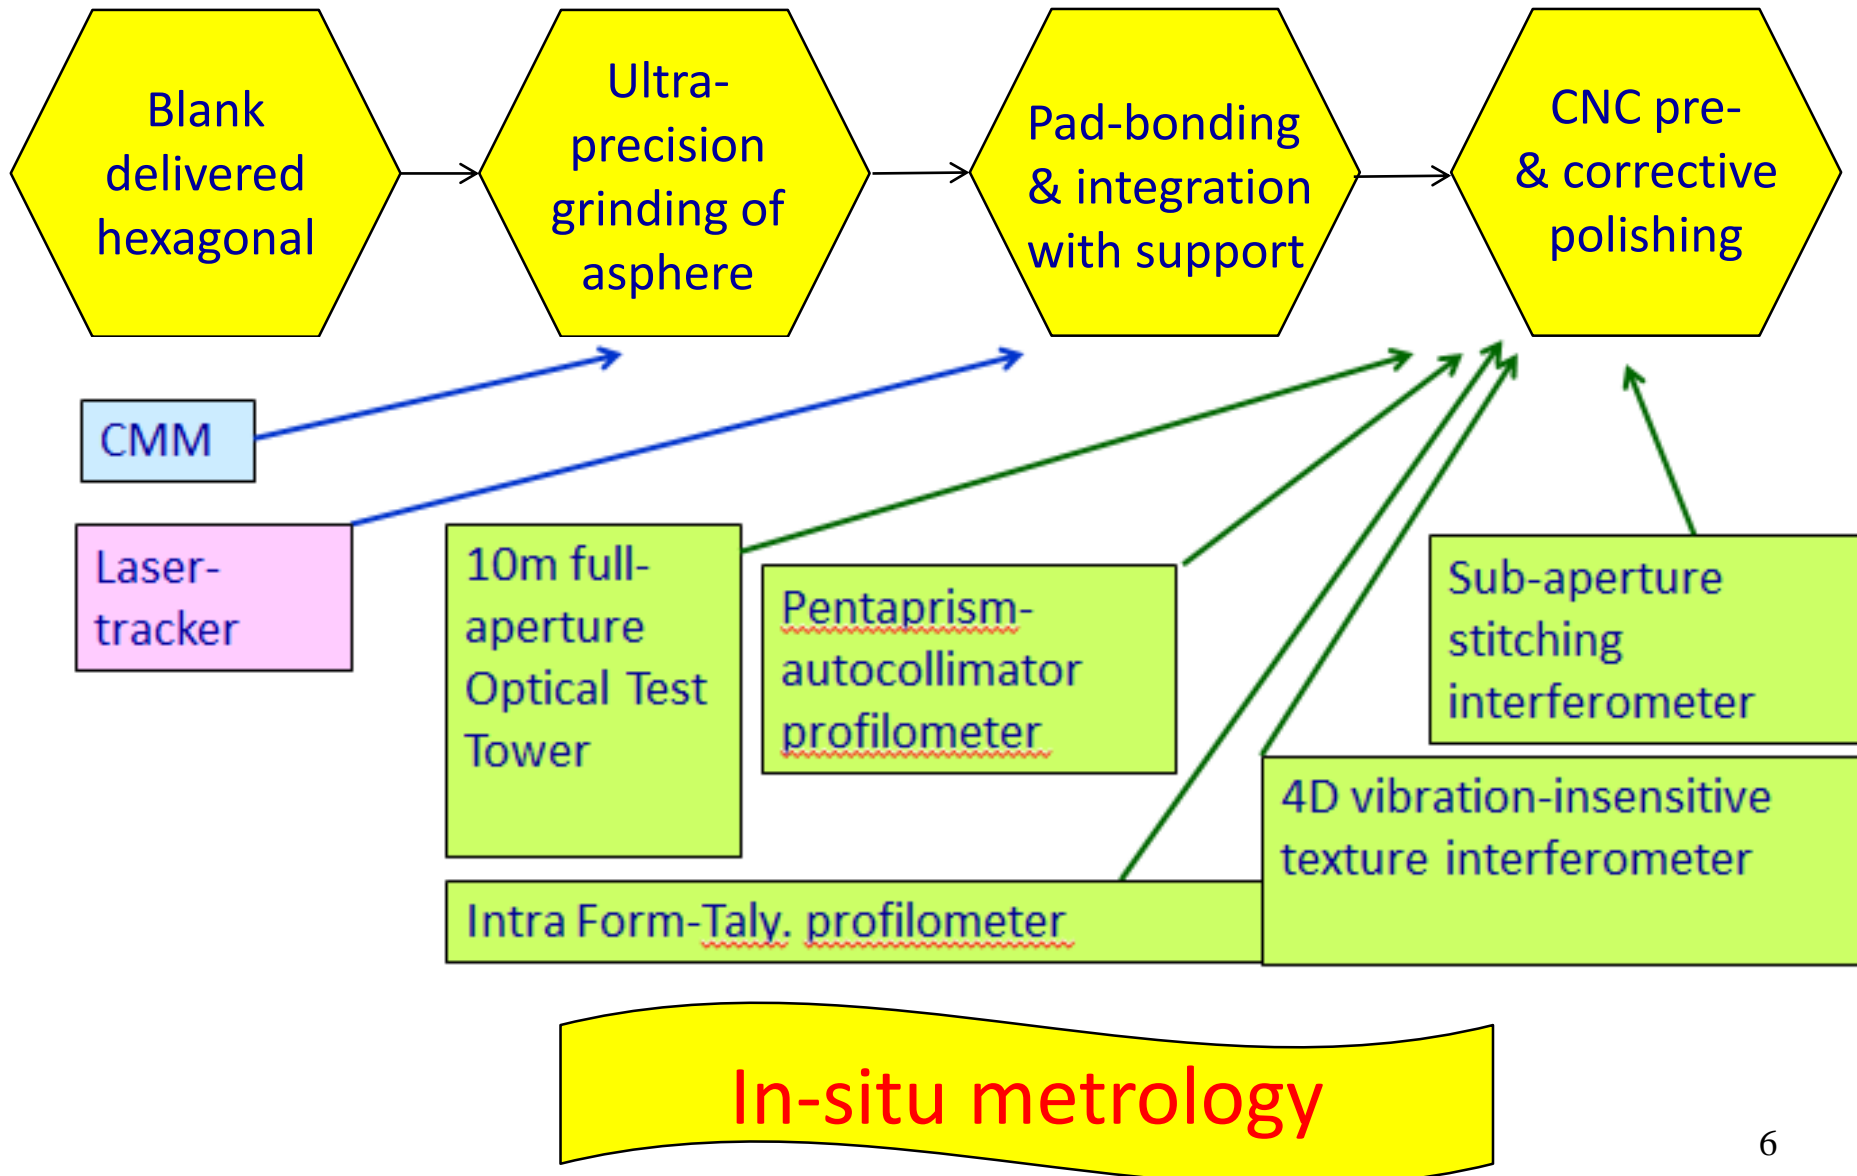 Blank
delivered
hexagonal
Ultra-
precision
grinding of
asphere
Pad-bonding
& integration
with support
CNC pre-
& corrective
polishing
CMM
Laser-
tracker
10m full-
aperture
Optical Test
Tower
Pentaprism-
autocollimator
profilometer
Sub-aperture
stitching
interferometer
4D vibration-insensitive
texture interferometer
Intra Form-Taly. profilometer
In-situ metrology
6